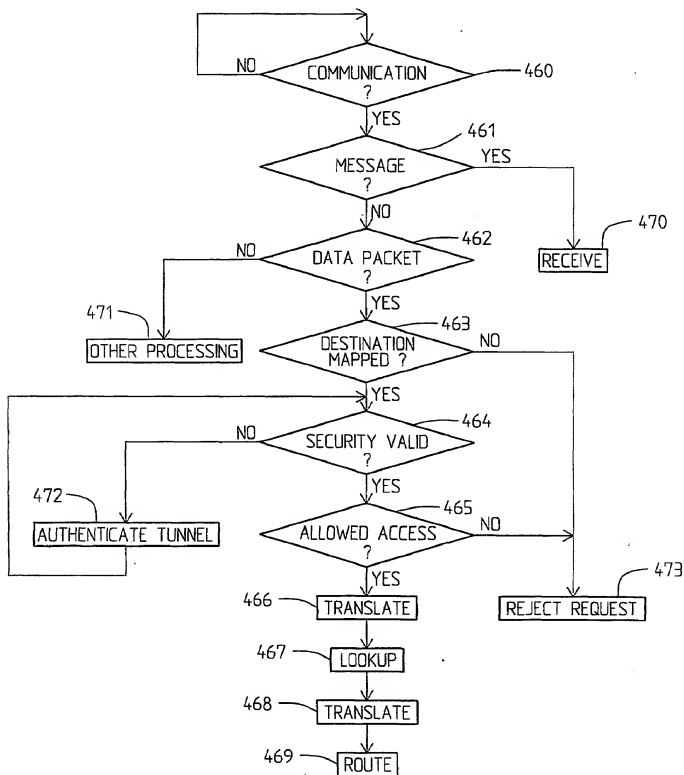 NO
COMMUNICATION
?
460
YES
461
MESSAGE
?
YES
NO
470
RECEIVE
462
NO
DATA PACKET
?
YES
471
OTHER PROCESSING
463
DESTINATION
MAPPED ?
NO
YES
464
NO
SECURITY VALID
?
YES
472
AUTHENTICATE TUNNEL
465
ALLOWED ACCESS
?
NO
YES
473
REJECT REQUEST
466
TRANSLATE
467
LOOKUP
468
TRANSLATE
469
ROUTE